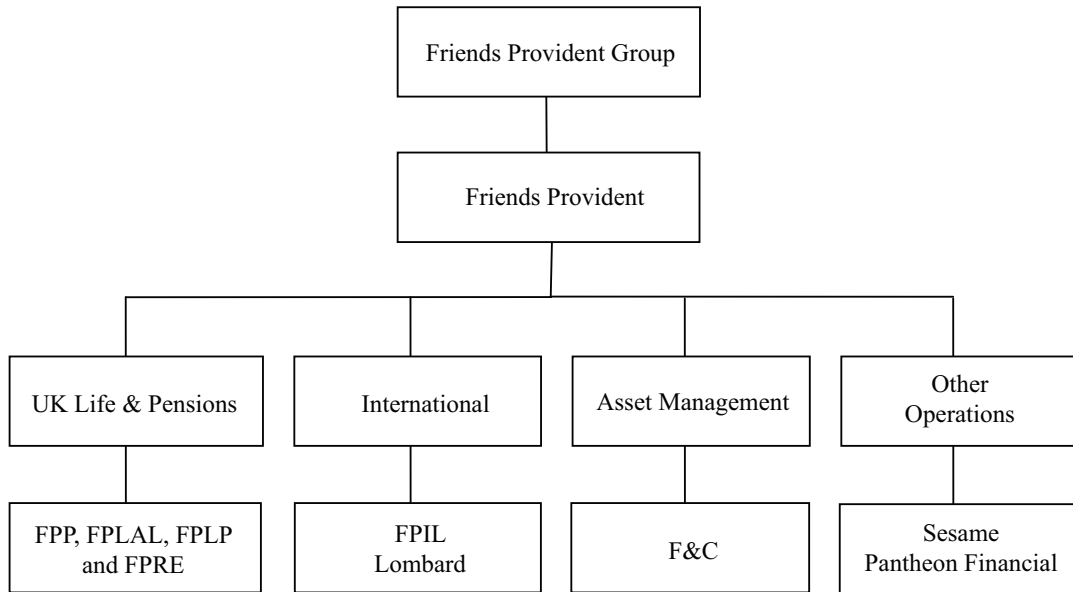 Friends Provident Group
Friends Provident
UK Life & Pensions
International
Asset Management
Other
Operations
FPP, FPLAL, FPLP
and FPRE
FPIL
Lombard
F&C
Sesame
Pantheon Financial